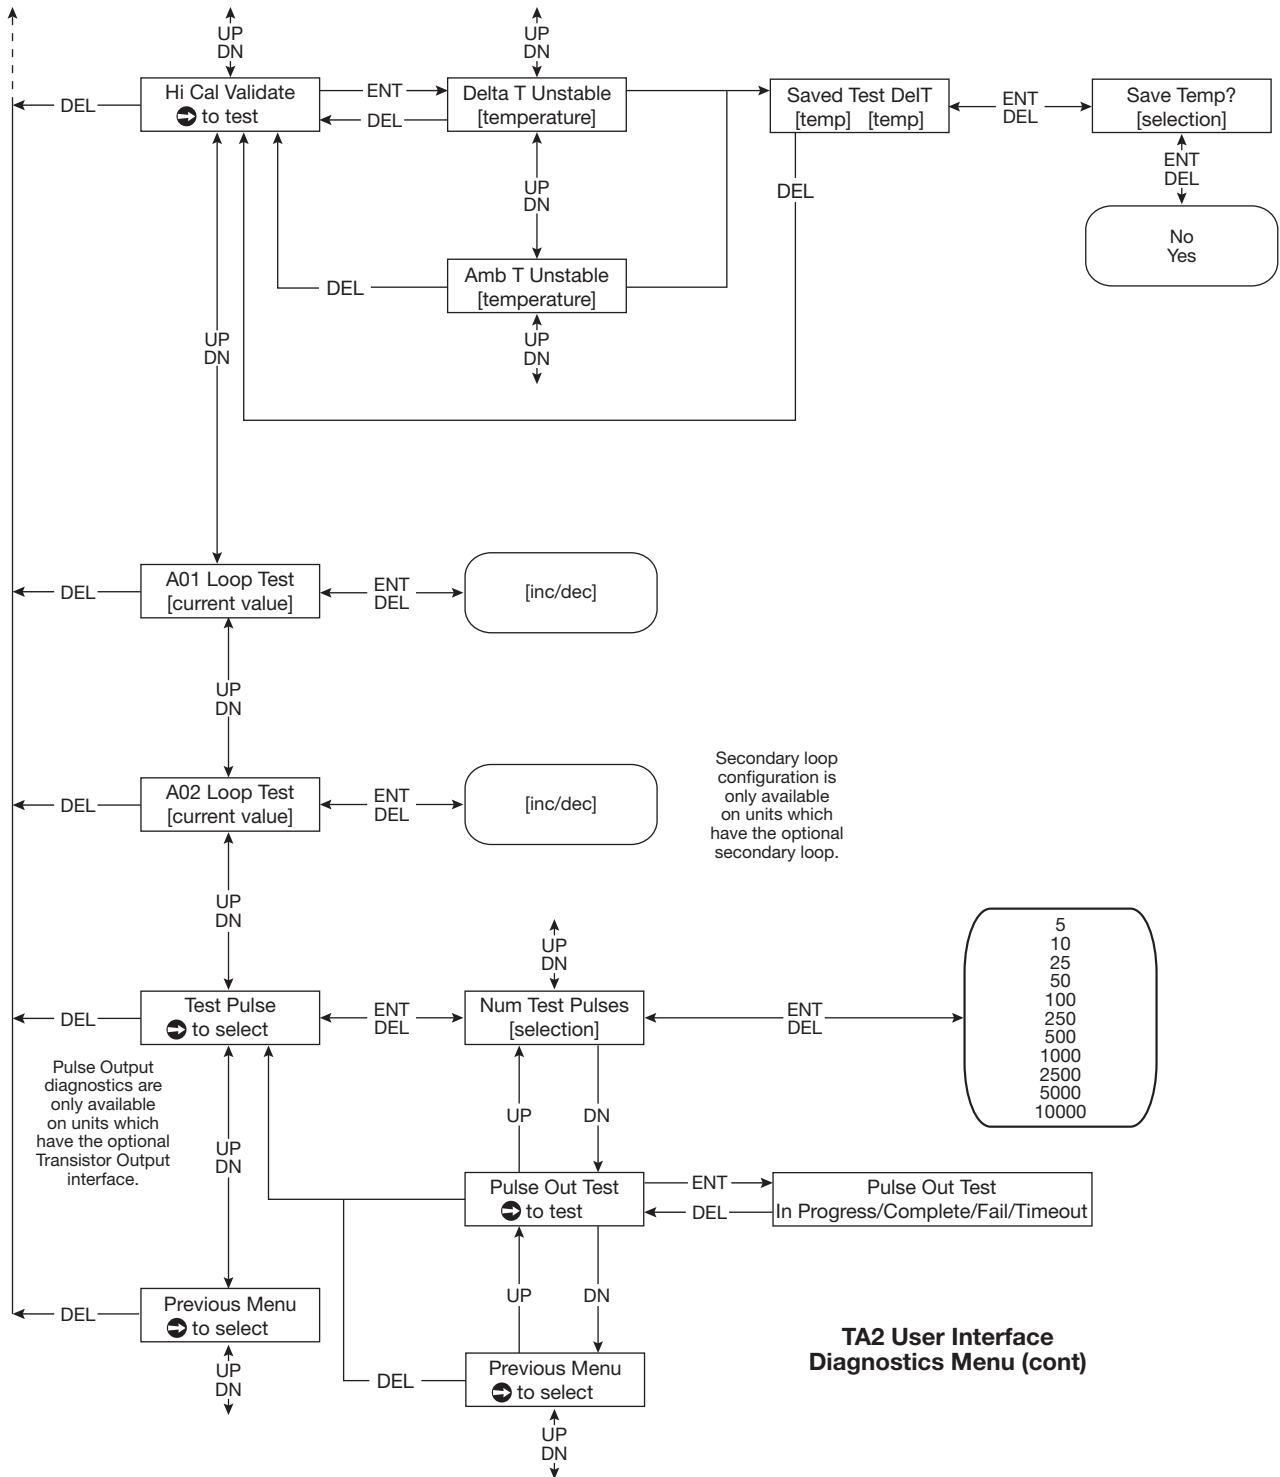 UP
DN
UP
DN
Hi Cal Validate
to test
DEL
ENT
DEL
Delta T Unstable
[temperature]
Saved Test DelT
[temp] [temp]
ENT
DEL
Save Temp?
[selection]
ENT
DEL
No
Yes
UP
DN
DEL
Amb T Unstable
[temperature]
DEL
UP
DN
UP
DN
A01 Loop Test
[current value]
DEL
ENT
DEL
[inc/dec]
UP
DN
A02 Loop Test
[current value]
DEL
ENT
DEL
[inc/dec]
Secondary loop
configuration is
only available
on units which
have the optional
secondary loop.
UP
DN
UP
DN
Test Pulse
to select
DEL
ENT
DEL
Num Test Pulses
[selection]
ENT
DEL
5
10
25
50
100
250
500
1000
2500
5000
10000
Pulse Output
diagnostics are
only available
on units which
have the optional
Transistor Output
interface.
UP
DN
UP
DN
Pulse Out Test
to test
ENT
DEL
Pulse Out Test
In Progress/Complete/Fail/Timeout
UP
DN
Previous Menu
to select
DEL
UP
DN
Previous Menu
to select
DEL
UP
DN
TA2 User Interface
Diagnostics Menu (cont)